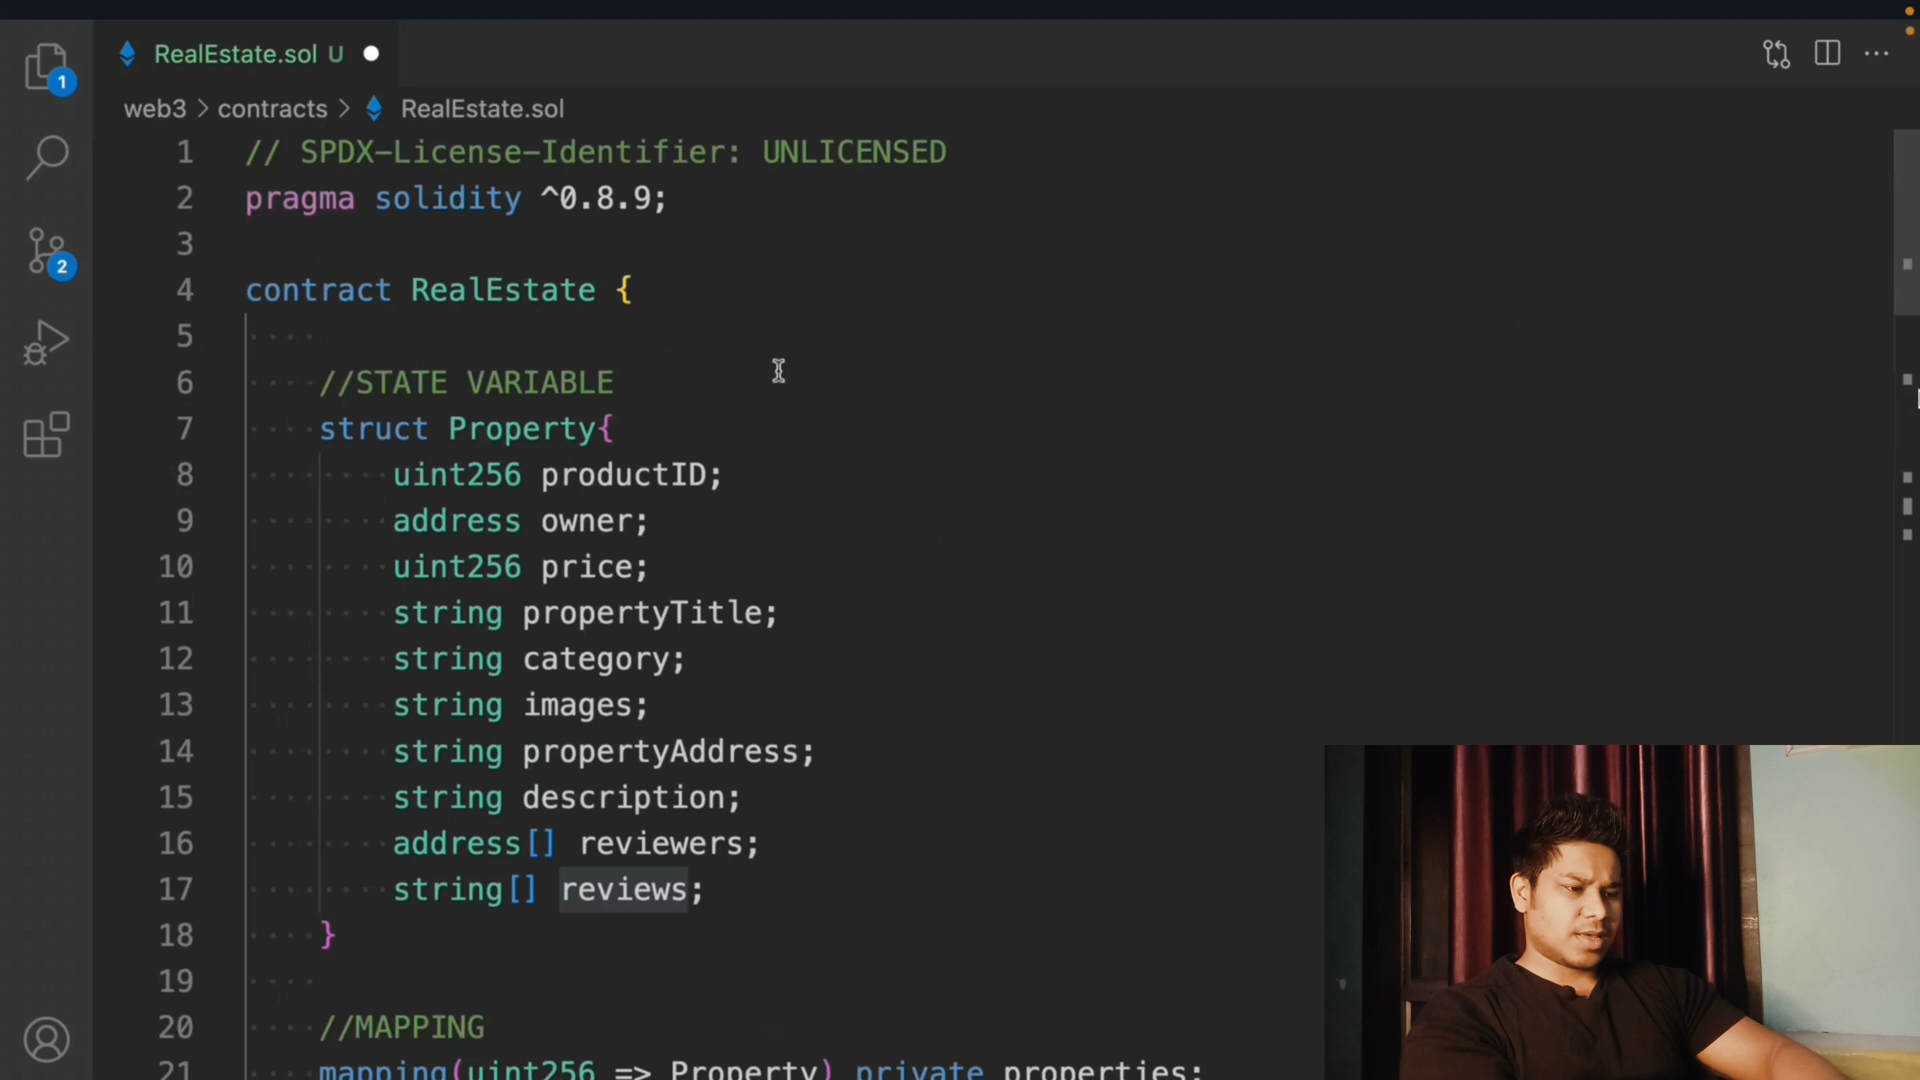 RealEstate.sol U
1
web3 > contracts > RealEstate.sol
1 // SPDX-License-Identifier: UNLICENSED
2 pragma solidity ^0.8.9;
3
2
4 contract RealEstate {
5
6 //STATE VARIABLE
7 struct Property{
8 uint256 productID;
9 address owner;
10 uint256 price;
11 string propertyTitle;
12 string category;
13 string images;
14 string propertyAddress;
15 string description;
16 address[] reviewers;
17 string[] reviews;
18 }
19
20 //MAPPING
21 mapping(uint256 => Property) private properties;